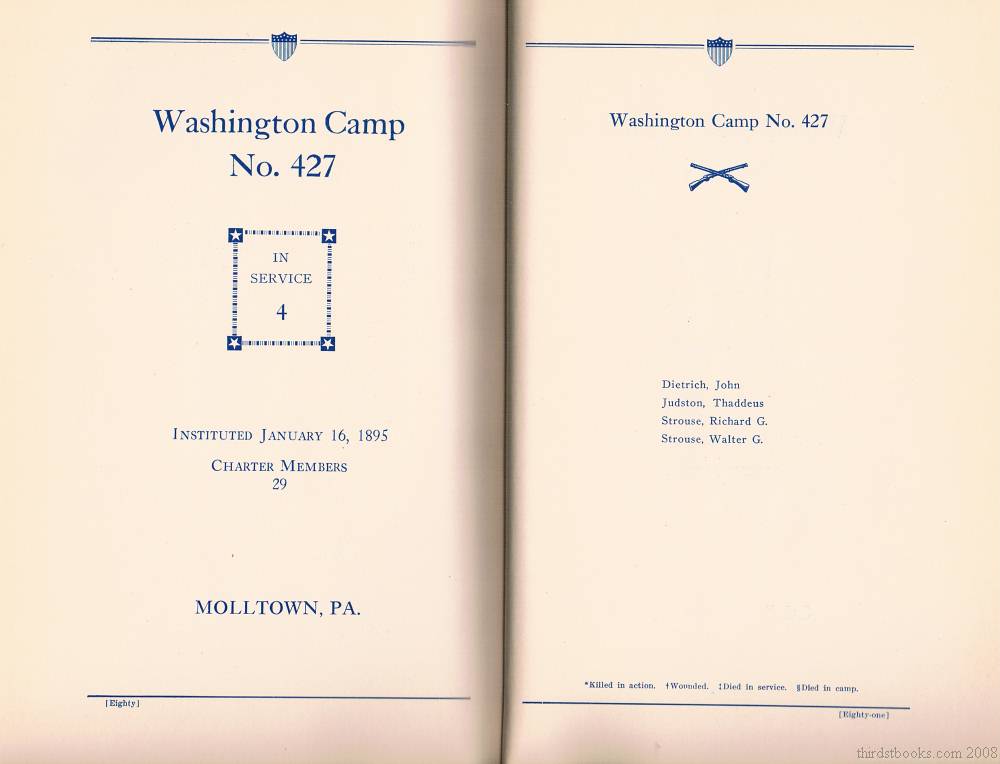 Washington Camp
No. 427
IN
SERVICE
4
INSTITUTED JANUARY 16, 1895
CHARTER MEMBERS
29
MOLLTOWN, PA.
[Eighty]
Washington Camp No. 427
Dietrich, John
Judston, Thaddeus
Strouse, Richard G.
Strouse, Walter G.
*Killed in action. †Wounded. ‡Died in service. §Died in camp.
[Eighty-one]
thirdstbooks.com 2008